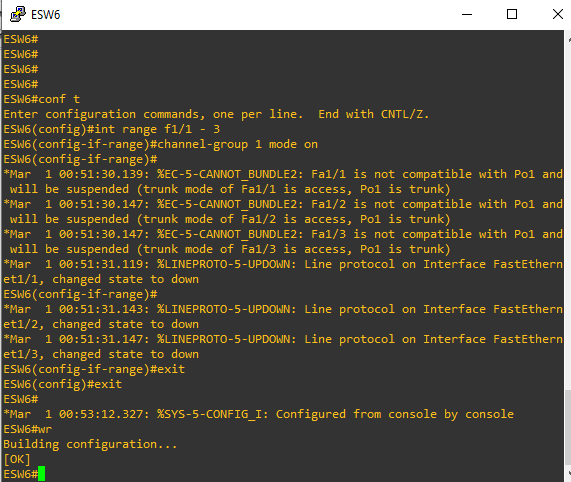 ESW6
ESW6#
ESW6#
ESW6#
ESW6#
ESW6#conf t
Enter configuration commands, one per line.  End with CNTL/Z.
ESW6(config)#int range f1/1 - 3
ESW6(config-if-range)#channel-group 1 mode on
ESW6(config-if-range)#
*Mar  1 00:51:30.139: %EC-5-CANNOT_BUNDLE2: Fa1/1 is not compatible with Po1 and
 will be suspended (trunk mode of Fa1/1 is access, Po1 is trunk)
*Mar  1 00:51:30.147: %EC-5-CANNOT_BUNDLE2: Fa1/2 is not compatible with Po1 and
 will be suspended (trunk mode of Fa1/2 is access, Po1 is trunk)
*Mar  1 00:51:30.147: %EC-5-CANNOT_BUNDLE2: Fa1/3 is not compatible with Po1 and
 will be suspended (trunk mode of Fa1/3 is access, Po1 is trunk)
*Mar  1 00:51:31.119: %LINEPROTO-5-UPDOWN: Line protocol on Interface FastEthern
et1/1, changed state to down
ESW6(config-if-range)#
*Mar  1 00:51:31.143: %LINEPROTO-5-UPDOWN: Line protocol on Interface FastEthern
et1/2, changed state to down
*Mar  1 00:51:31.147: %LINEPROTO-5-UPDOWN: Line protocol on Interface FastEthern
et1/3, changed state to down
ESW6(config-if-range)#exit
ESW6(config)#exit
ESW6#
*Mar  1 00:53:12.327: %SYS-5-CONFIG_I: Configured from console by console
ESW6#wr
Building configuration...
[OK]
ESW6#